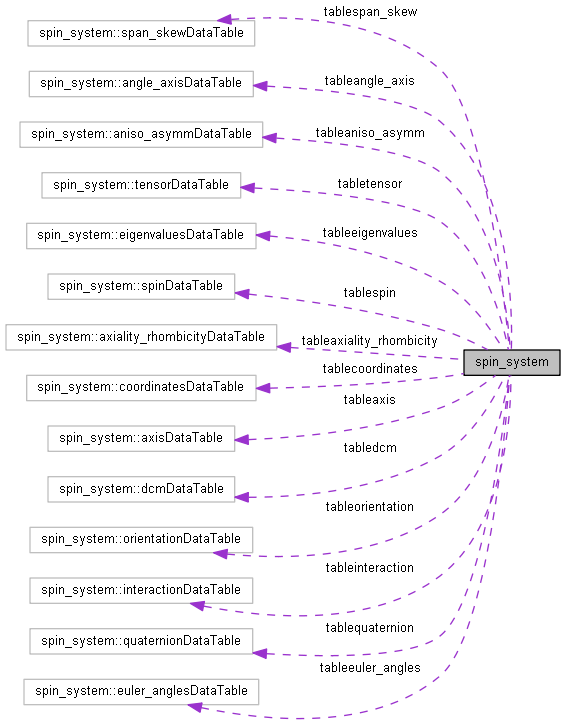 tablespan_skew
spin_system::span_skewDataTable
tableangle_axis
spin_system::angle_axisDataTable
tableaniso_asymm
spin_system::aniso_asymmDataTable
tabletensor
spin_system::tensorDataTable
tableeigenvalues
spin_system::eigenvaluesDataTable
tablespin
spin_system::spinDataTable
tableaxiality_rhombicity
spin_system::axiality_rhombicityDataTable
spin_system
tablecoordinates
spin_system::coordinatesDataTable
tableaxis
spin_system::axisDataTable
tabledcm
spin_system::dcmDataTable
tableorientation
spin_system::orientationDataTable
tableinteraction
spin_system::interactionDataTable
tablequaternion
spin_system::quaternionDataTable
tableeuler_angles
spin_system::euler_anglesDataTable